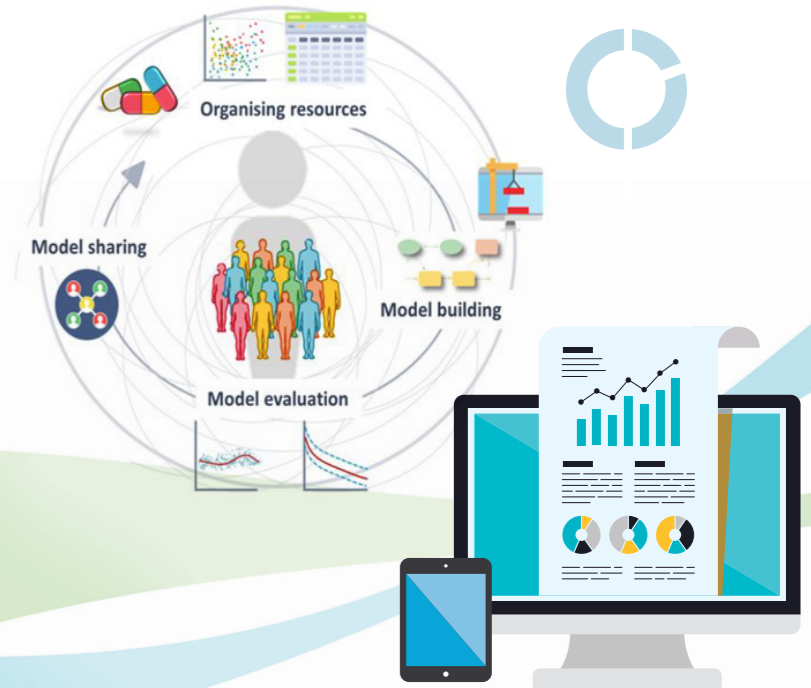 Organising resources
Model sharing
Model building
Model evaluation